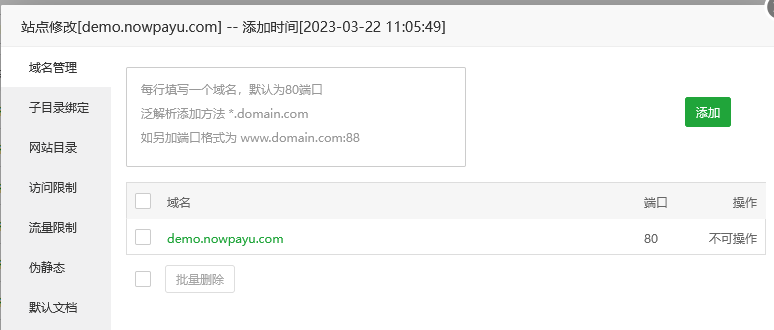 站点修改[demo.nowpayu.com] -- 添加时间[2023-03-22 11:05:49]
域名管理
子目录绑定
网站目录
访问限制
流量限制
伪静态
默认文档
每行填写一个域名，默认为80端口
泛解析添加方法 *.domain.com
如另加端口格式为 www.domain.com:88
添加
域名 端口 操作
demo.nowpayu.com 80 不可操作
批量删除